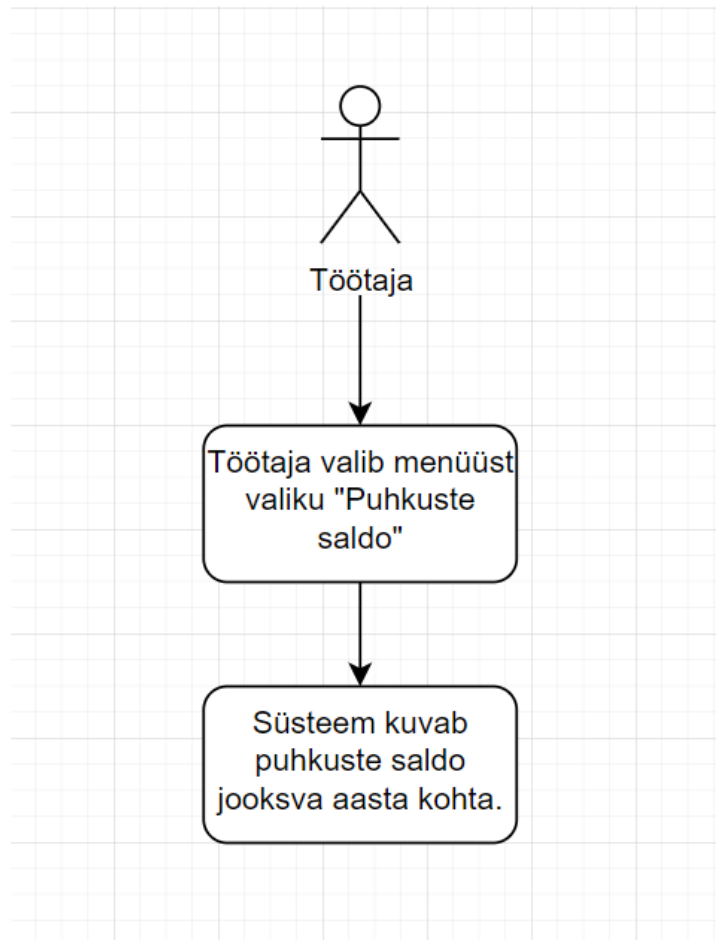 Töötaja
Töötaja valib menüüst
valiku "Puhkuste
saldo"
Süsteem kuvab
puhkuste saldo
jooksva aasta kohta.